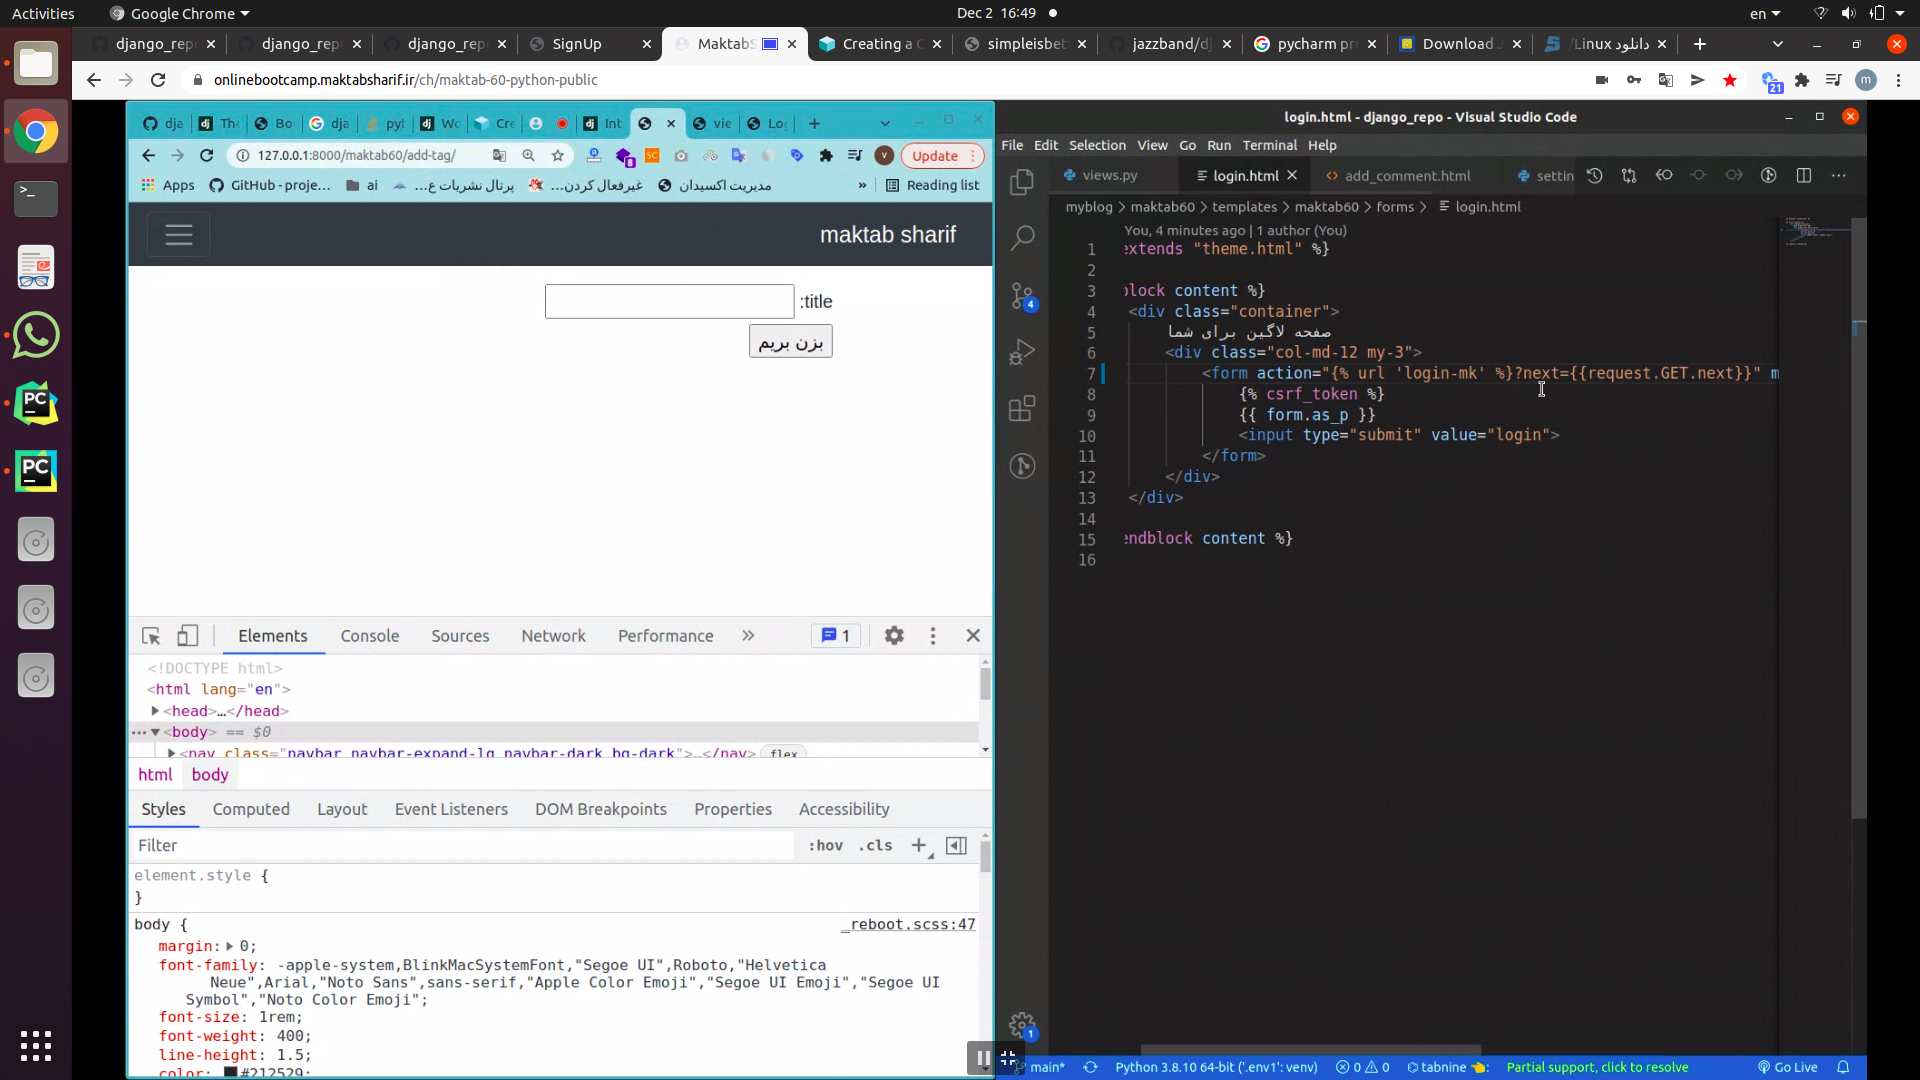 Activities
Google Chrome
Dec 2 16:49
en
django_rep
django_rep
django_rep
SignUp
MaktabS
Creating a C
simpleisbet
jazzband/dj
pycharm pr
Download J
دانلود Linux/
onlinebootcamp.maktabsharif.ir/ch/maktab-60-python-public
21
m
dja
The
Bo
dja
pyt
Wo
Cre
Int
vie
Lo
127.0.0.1:8000/maktab60/add-tag/
8
SC
V
Update
Apps
GitHub - proje...
ai
پرتال نشریات ع...
غیرفعال کردن...
مدیریت اکسیدان
»
Reading list
maktab sharif
:title
بزن بریم
Elements
Console
Sources
Network
Performance
»
1
<!DOCTYPE html>
<html lang="en">
<head>…</head>
<body> == $0
<nav class="navbar navbar-expand-lg navbar-dark bg-dark">…</nav>
flex
html
body
Styles
Computed
Layout
Event Listeners
DOM Breakpoints
Properties
Accessibility
Filter
:hov
.cls
element.style {
}
body {
_reboot.scss:47
margin: 0;
font-family: -apple-system,BlinkMacSystemFont,"Segoe UI",Roboto,"Helvetica
Neue",Arial,"Noto Sans",sans-serif,"Apple Color Emoji","Segoe UI Emoji","Segoe UI
Symbol","Noto Color Emoji";
font-size: 1rem;
font-weight: 400;
line-height: 1.5;
color: #212529;
login.html - django_repo - Visual Studio Code
File Edit Selection View Go Run Terminal Help
views.py
login.html
add_comment.html
settin
myblog > maktab60 > templates > maktab60 > forms > login.html
You, 4 minutes ago | 1 author (You)
1 extends "theme.html" %}
2
3 block content %}
4 <div class="container">
5 صفحه لاگین برای شما
6 <div class="col-md-12 my-3">
7 <form action="{% url 'login-mk' %}?next={{request.GET.next}}" m
8 {% csrf_token %}
9 {{ form.as_p }}
10 <input type="submit" value="login">
11 </form>
12 </div>
13 </div>
14
15 endblock content %}
16
4
1
main*
Python 3.8.10 64-bit ('.env1': venv)
0
0
tabnine
Partial support, click to resolve
Go Live